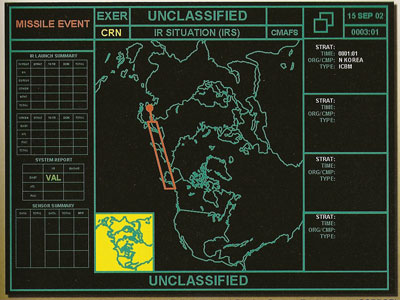 MISSILE EVENT
EXER
UNCLASSIFIED
15 SEP 02
CRN
IR SITUATION (IRS)
CMAFS
0003:01
IR LAUNCH SUMMARY
SYSTEM REPORT
VAL
SENSOR SUMMARY
STRAT:
TIME: 0001:01
ORG/CMP: N KOREA
TYPE: ICBM
STRAT:
TIME:
ORG/CMP:
TYPE:
STRAT:
TIME:
ORG/CMP:
TYPE:
STRAT:
TIME:
ORG/CMP:
TYPE:
UNCLASSIFIED